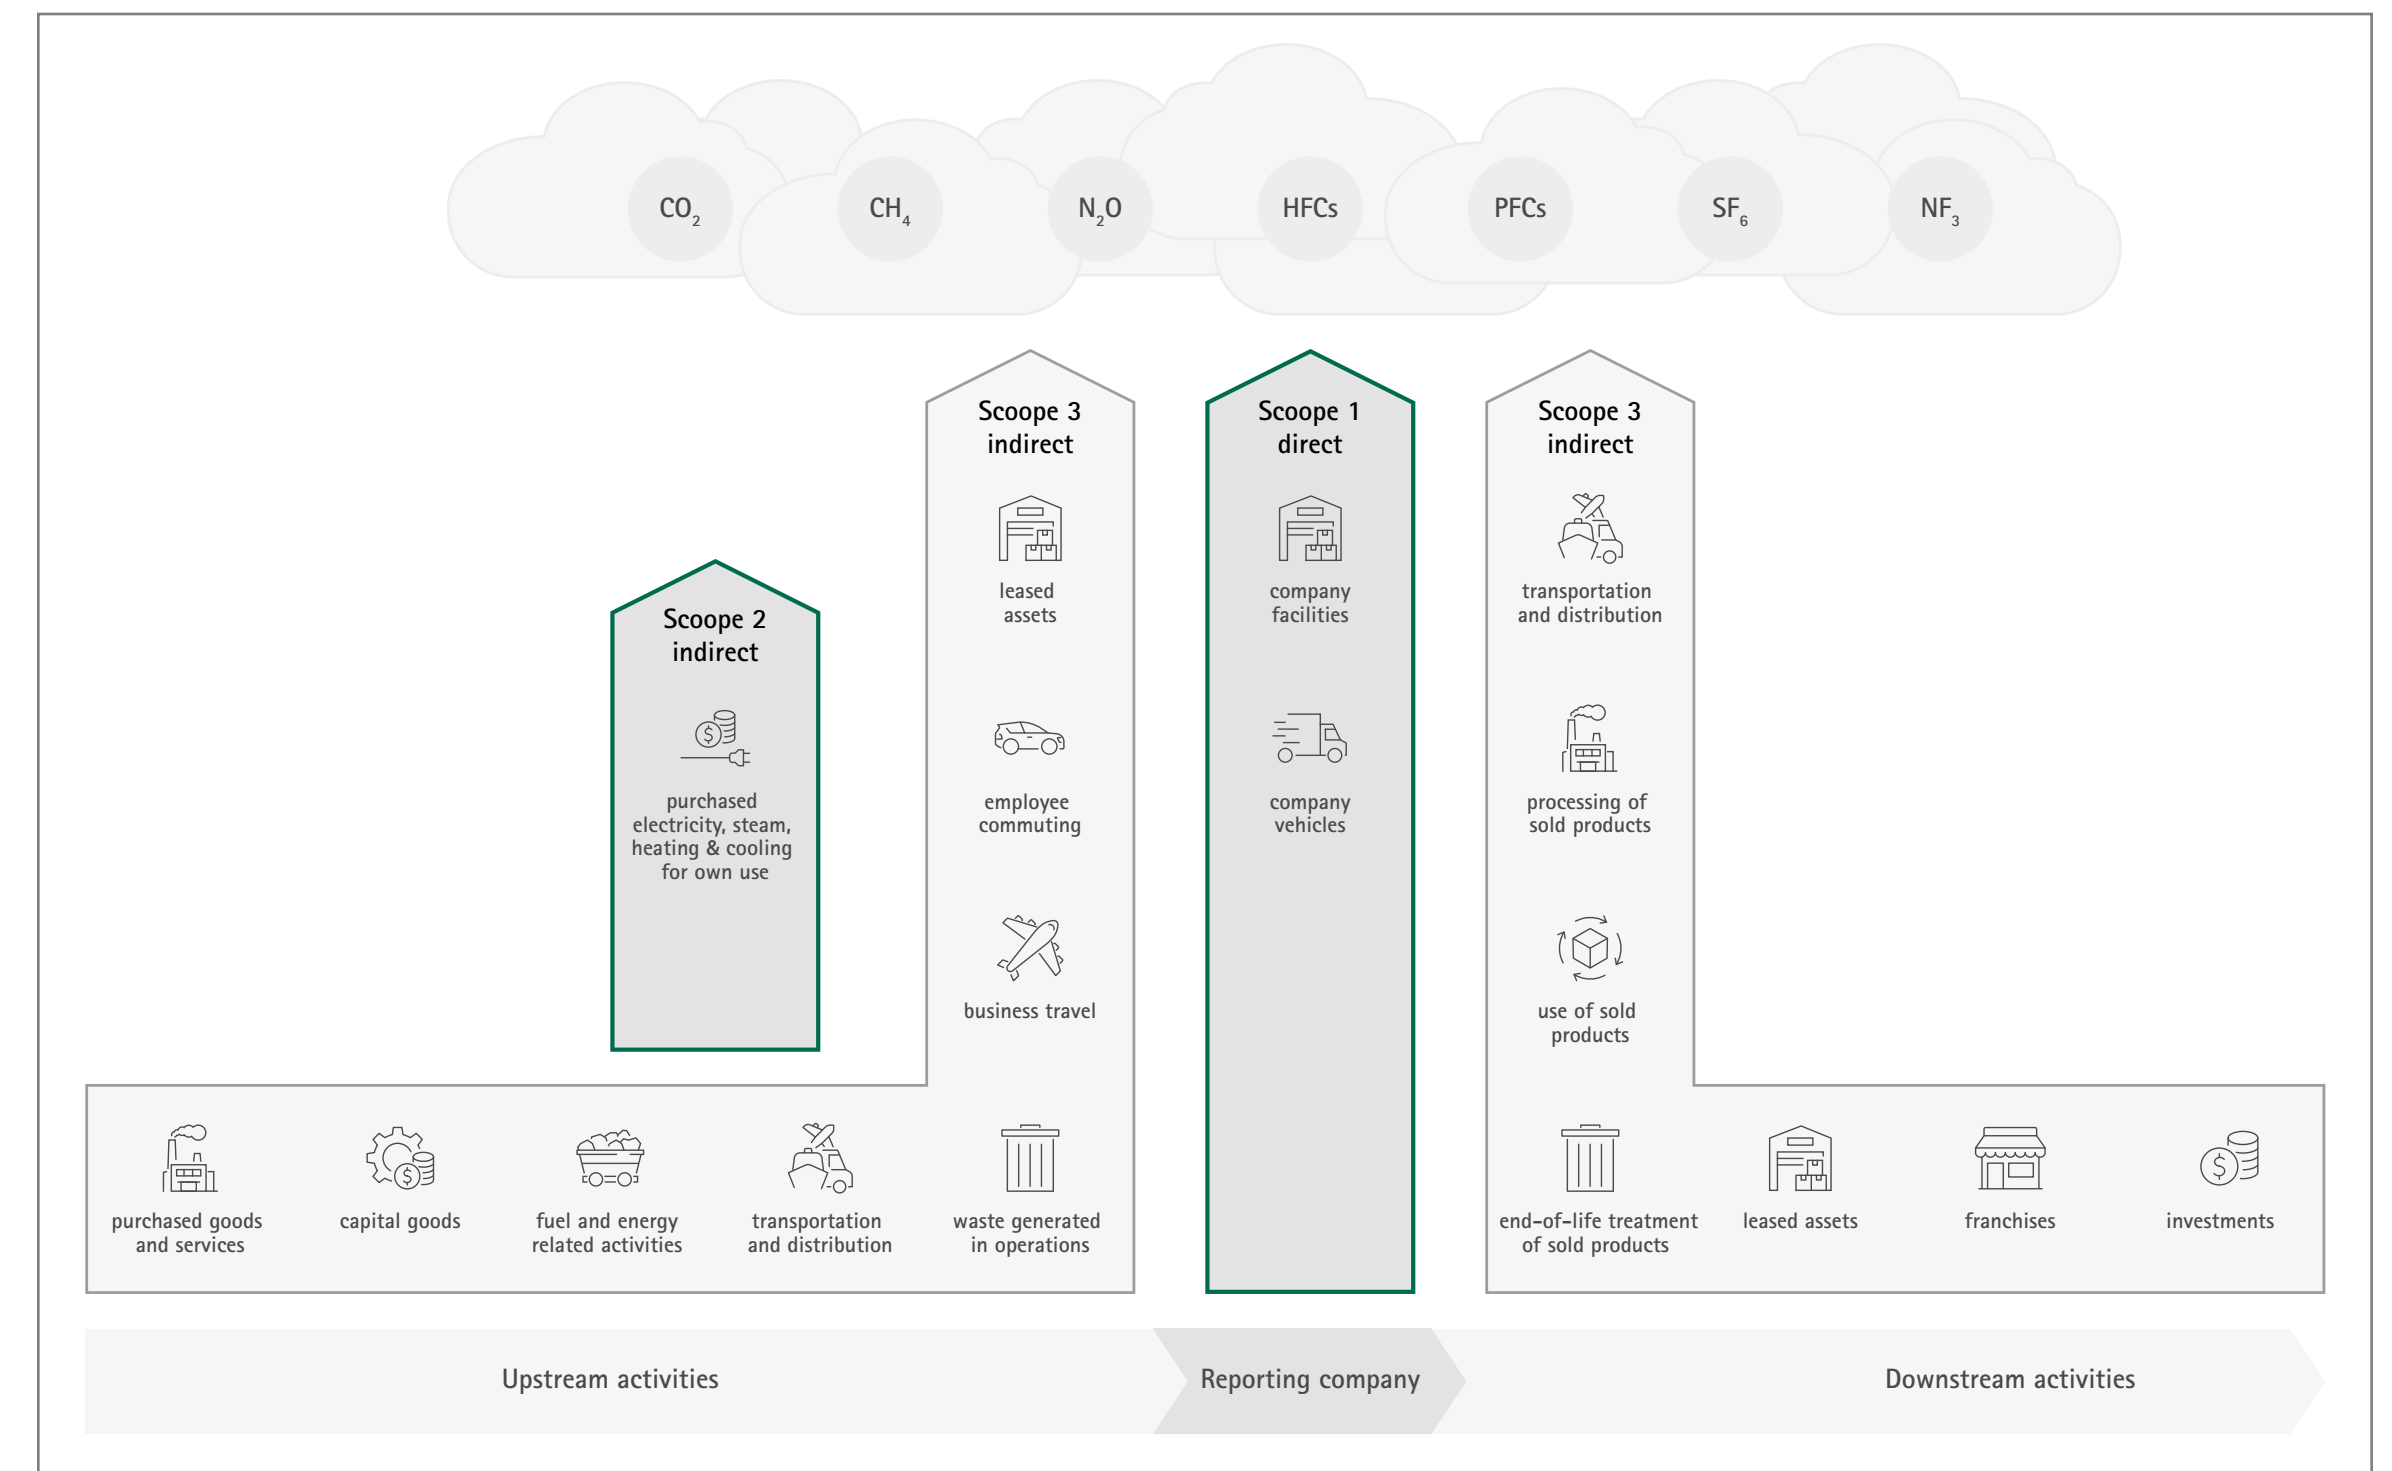 CO₂
CH₄
N₂O
HFCs
PFCs
SF₆
NF₃
Scoope 2
indirect
purchased
electricity, steam,
heating & cooling
for own use
Scoope 3
indirect
leased
assets
employee
commuting
business travel
Scoope 1
direct
company
facilities
company
vehicles
Scoope 3
indirect
transportation
and distribution
processing of
sold products
use of sold
products
purchased goods
and services
capital goods
fuel and energy
related activities
transportation
and distribution
waste generated
in operations
end-of-life treatment
of sold products
leased assets
franchises
investments
Upstream activities
Reporting company
Downstream activities